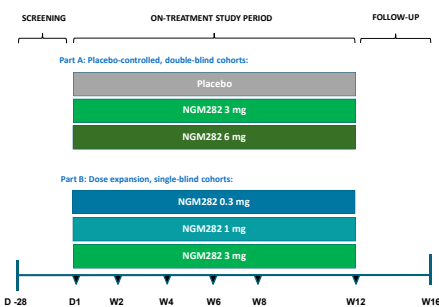 SCREENING ON-TREATMENT STUDY PERIOD FOLLOW-UP
Part A: Placebo-controlled, double-blind cohorts:
Placebo
NGM282 3 mg
NGM282 6 mg
Part B: Dose expansion, single-blind cohorts:
NGM282 0.3 mg
NGM282 1 mg
NGM282 3 mg
D -28 D1 W2 W4 W6 W8 W12 W16